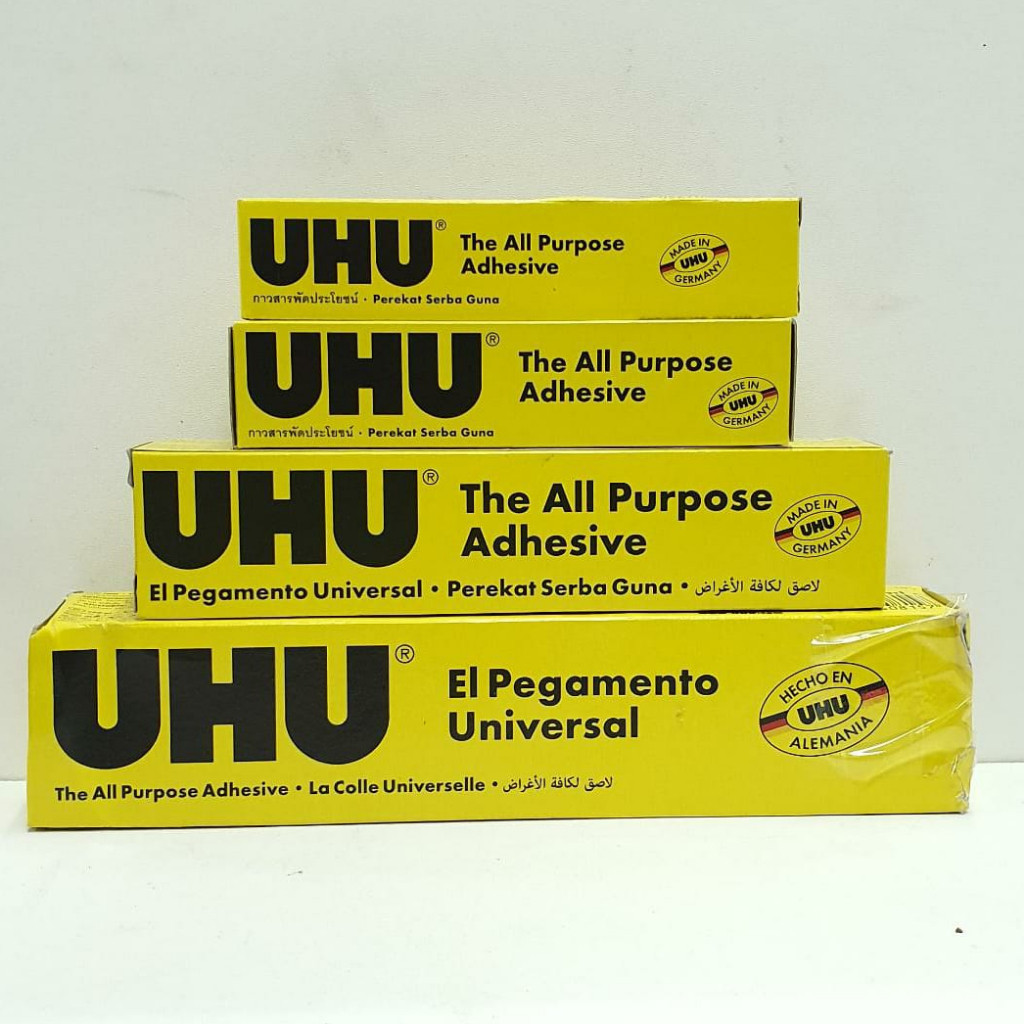 UHU®
The All Purpose
Adhesive
MADE IN
UHU
GERMANY
กาวสารพัดประโยชน์ · Perekat Serba Guna
UHU®
The All Purpose
Adhesive
MADE IN
UHU
GERMANY
กาวสารพัดประโยชน์ · Perekat Serba Guna
UHU®
The All Purpose
Adhesive
MADE IN
UHU
GERMANY
El Pegamento Universal • Perekat Serba Guna • لاصق لكافة الأغراض
UHU®
El Pegamento
Universal
HECHO EN
UHU
ALEMANIA
The All Purpose Adhesive • La Colle Universelle • لاصق لكافة الأغراض